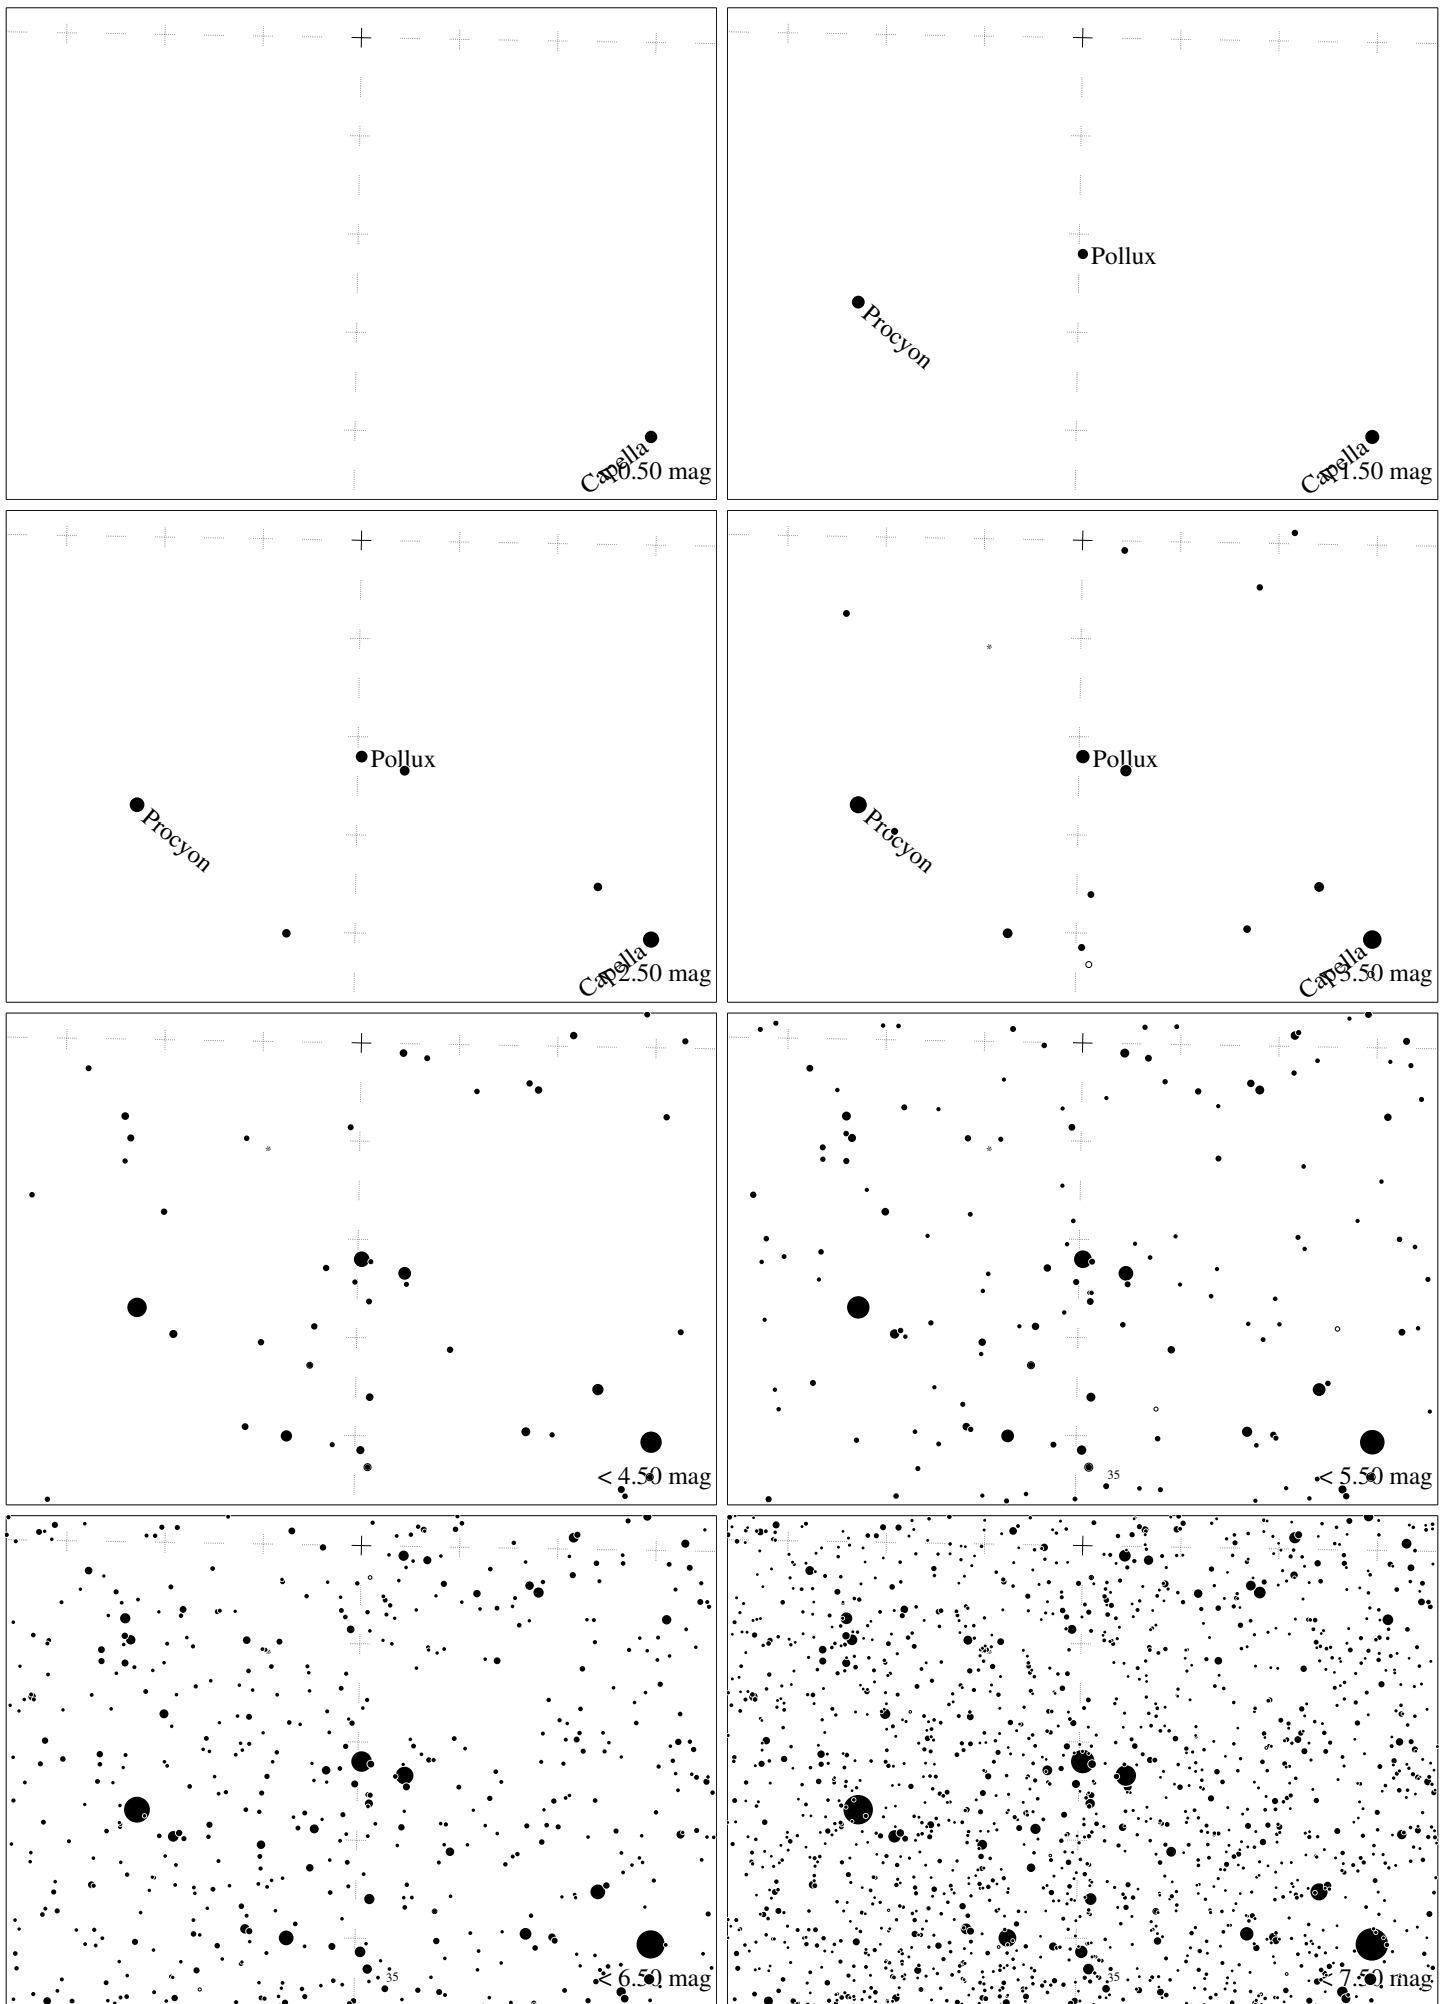 Capella
< 0.50 mag
Pollux
Procyon
Capella
< 1.50 mag
Pollux
Procyon
Capella
< 2.50 mag
Pollux
Procyon
Capella
< 3.50 mag
< 4.50 mag
35
< 5.50 mag
35
< 6.50 mag
35
< 7.50 mag